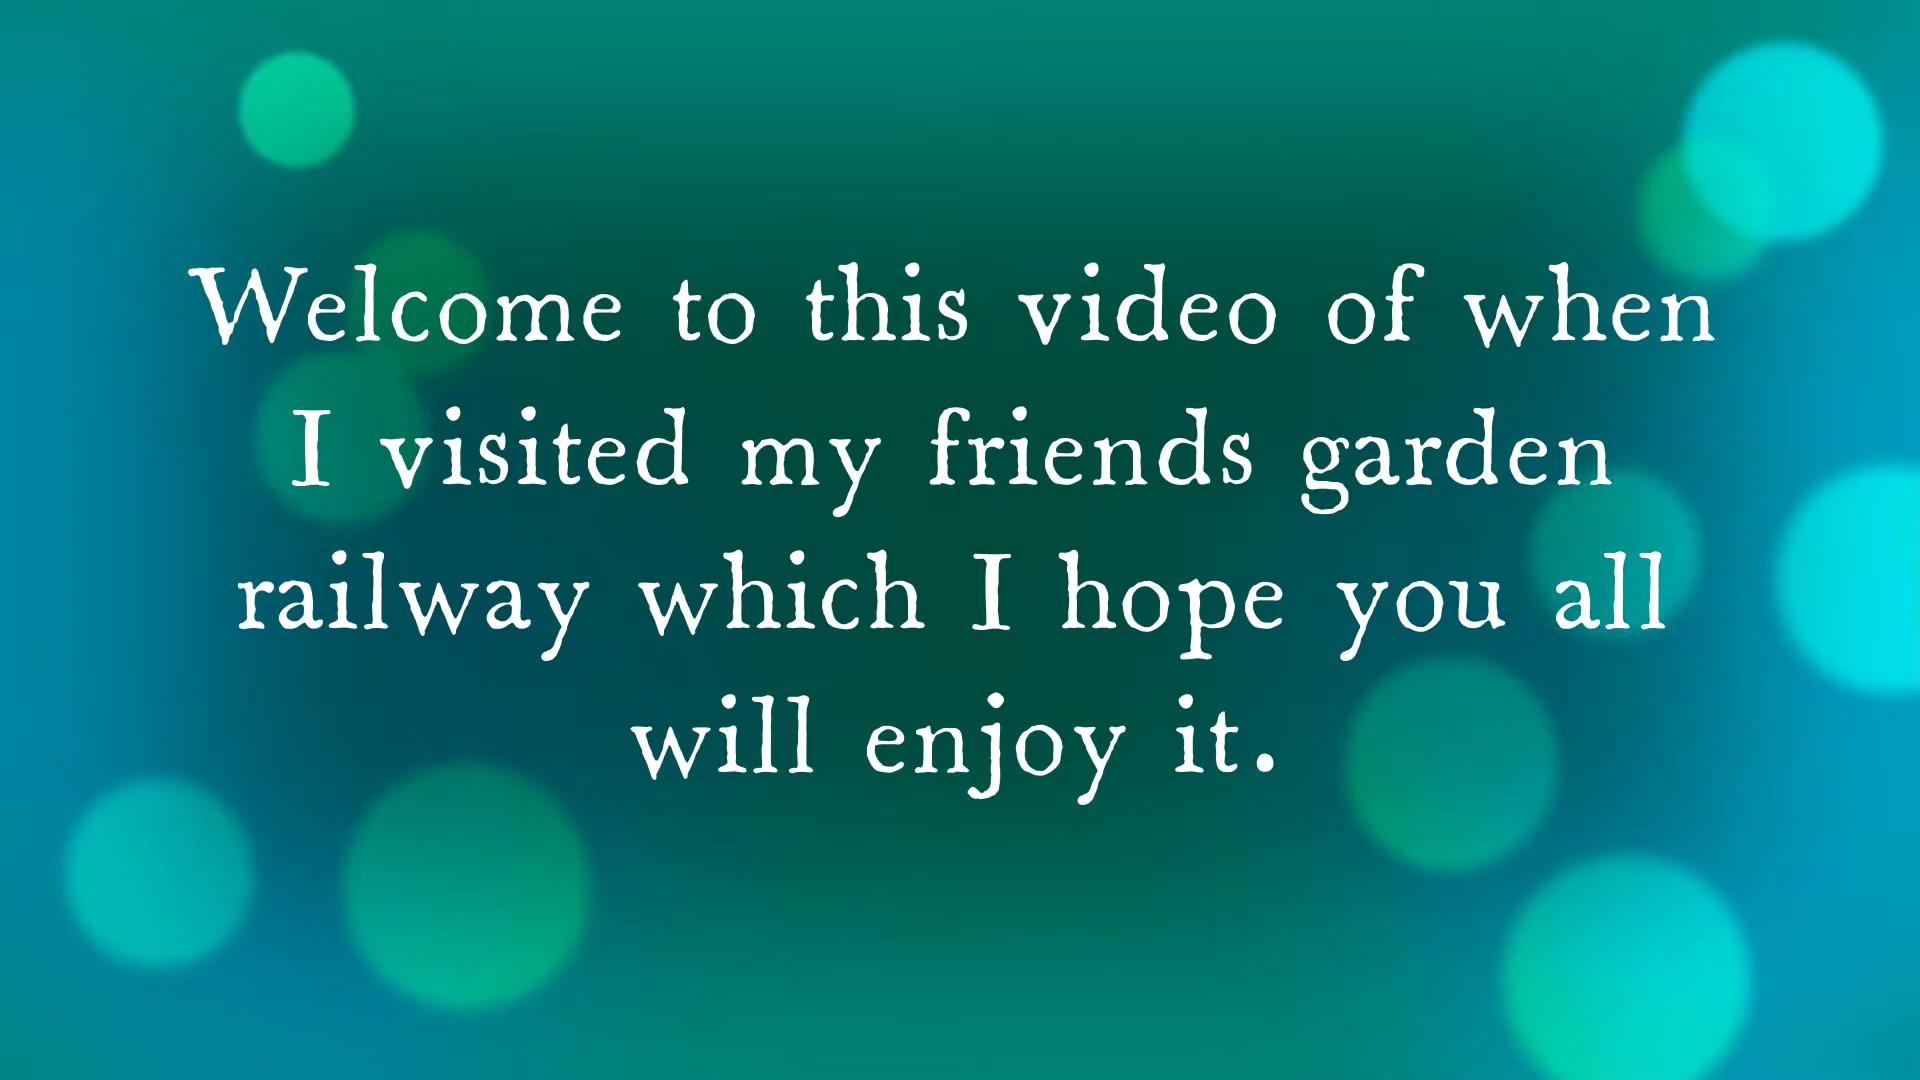 Welcome to this video of when
I visited my friends garden
railway which I hope you all
will enjoy it.